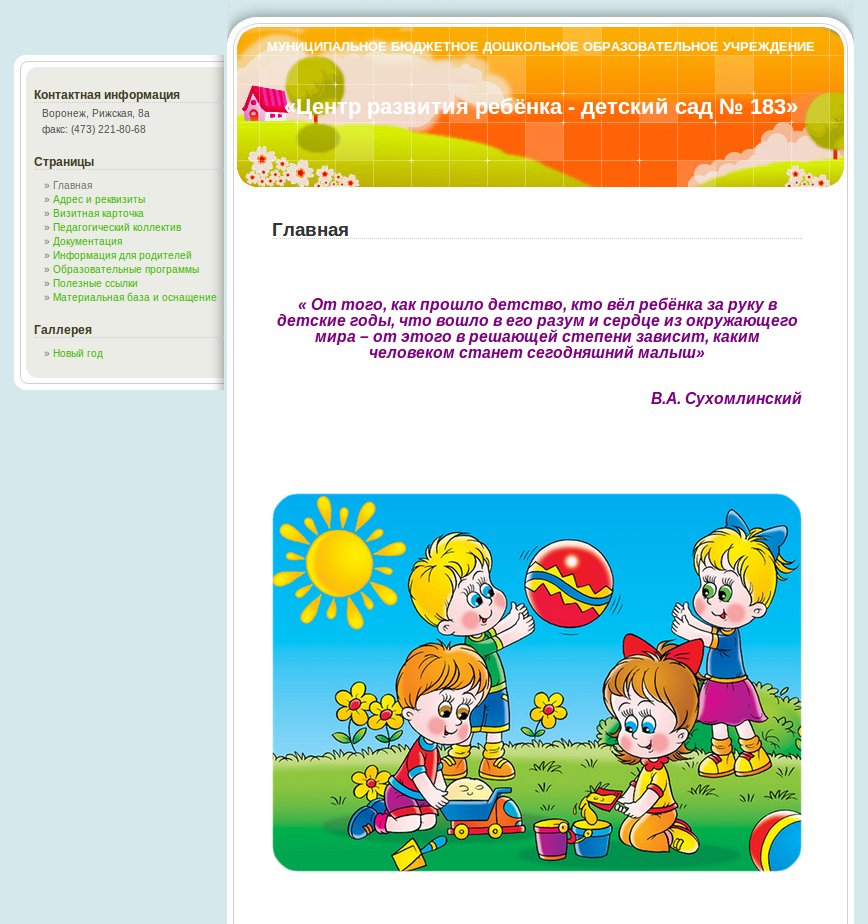 МУНИЦИПАЛЬНОЕ БЮДЖЕТНОЕ ДОШКОЛЬНОЕ ОБРАЗОВАТЕЛЬНОЕ УЧРЕЖДЕНИЕ
«Центр развития ребёнка - детский сад № 183»
Контактная информация
Воронеж, Рижская, 8а
факс: (473) 221-80-68
Страницы
» Главная
» Адрес и реквизиты
» Визитная карточка
» Педагогический коллектив
» Документация
» Информация для родителей
» Образовательные программы
» Полезные ссылки
» Материальная база и оснащение
Галлерея
» Новый год
Главная
« От того, как прошло детство, кто вёл ребёнка за руку в
детские годы, что вошло в его разум и сердце из окружающего
мира – от этого в решающей степени зависит, каким
человеком станет сегодняшний малыш»
В.А. Сухомлинский